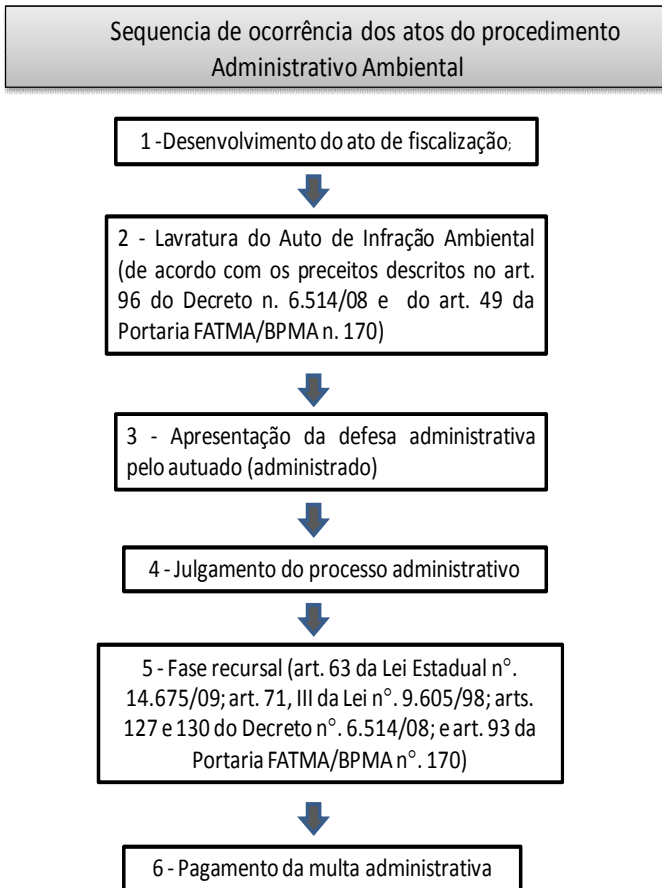 Sequencia de ocorrência dos atos do procedimento
Administrativo Ambiental
1 -Desenvolvimento do ato de fiscalização;
2 - Lavratura do Auto de Infração Ambiental
(de acordo com os preceitos descritos no art.
96 do Decreto n. 6.514/08 e do art. 49 da
Portaria FATMA/BPMA n. 170)
3 - Apresentação da defesa administrativa
pelo autuado (administrado)
4 - Julgamento do processo administrativo
5 - Fase recursal (art. 63 da Lei Estadual n°.
14.675/09; art. 71, III da Lei n°. 9.605/98; arts.
127 e 130 do Decreto n°. 6.514/08; e art. 93 da
Portaria FATMA/BPMA n°. 170)
6 - Pagamento da multa administrativa